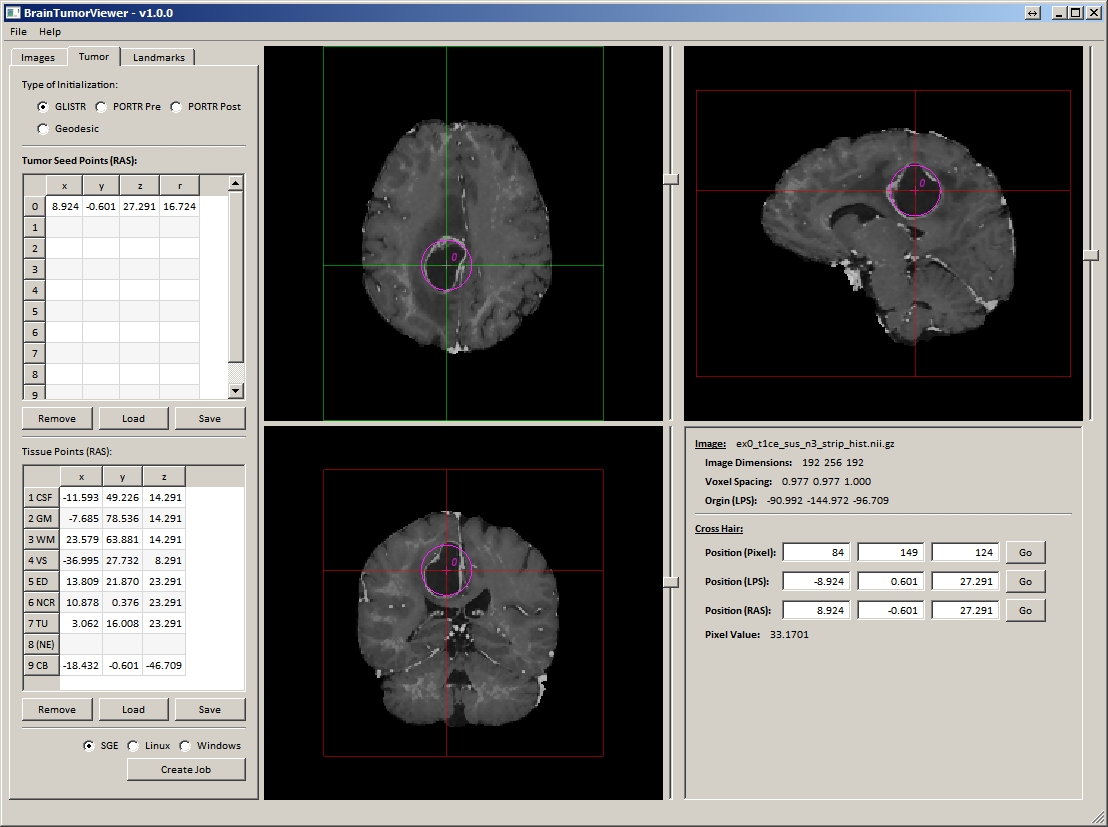 BrainTumorViewer - v1.0.0
File Help
Images Tumor Landmarks
Type of Initialization:
GLISTR PORTR Pre PORTR Post
Geodesic
Tumor Seed Points (RAS):
x y z r
0 8.924 -0.601 27.291 16.724
1
2
3
4
5
6
7
8
9
Remove Load Save
Tissue Points (RAS):
x y z
1 CSF -11.593 49.226 14.291
2 GM -7.685 78.536 14.291
3 WM 23.579 63.881 14.291
4 VS -36.995 27.732 8.291
5 ED 13.809 21.870 23.291
6 NCR 10.878 0.376 23.291
7 TU 3.062 16.008 23.291
8 (NE)
9 CB -18.432 -0.601 -46.709
Remove Load Save
SGE Linux Windows
Create Job
0
0
0
Image: ex0_t1ce_sus_n3_strip_hist.nii.gz
Image Dimensions: 192 256 192
Voxel Spacing: 0.977 0.977 1.000
Orgin (LPS): -90.992 -144.972 -96.709
Cross Hair:
Position (Pixel): 84 149 124 Go
Position (LPS): -8.924 0.601 27.291 Go
Position (RAS): 8.924 -0.601 27.291 Go
Pixel Value: 33.1701